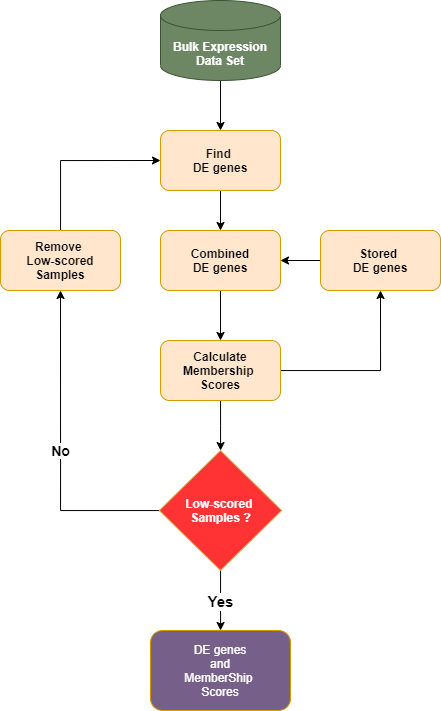 Bulk Expression
Data Set
Find
DE genes
Remove
Low-scored
Samples
Combined
DE genes
Stored
DE genes
Calculate
Membership
Scores
No
Low-scored
Samples ?
Yes
DE genes
and
MemberShip
Scores